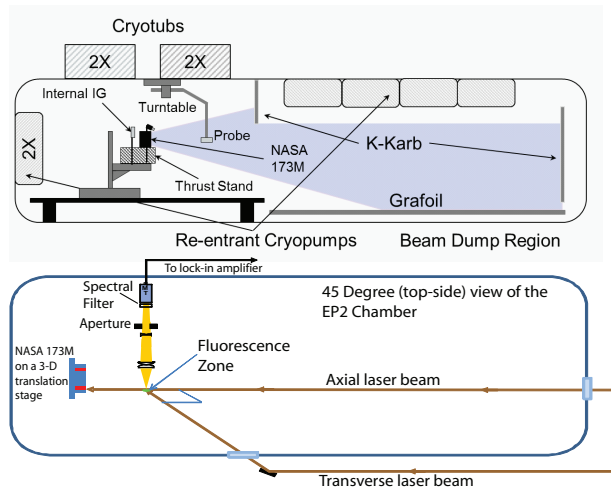 Cryotubs
2X
2X
Internal IG
Turntable
2X
Probe
NASA
173M
K-Karb
Thrust Stand
Grafoil
Re-entrant Cryopumps
Beam Dump Region
To lock-in amplifier
Spectral
Filter
45 Degree (top-side) view of the
EP2 Chamber
Aperture
NASA 173M
on a 3-D
translation
stage
Fluorescence
Zone
Axial laser beam
Transverse laser beam